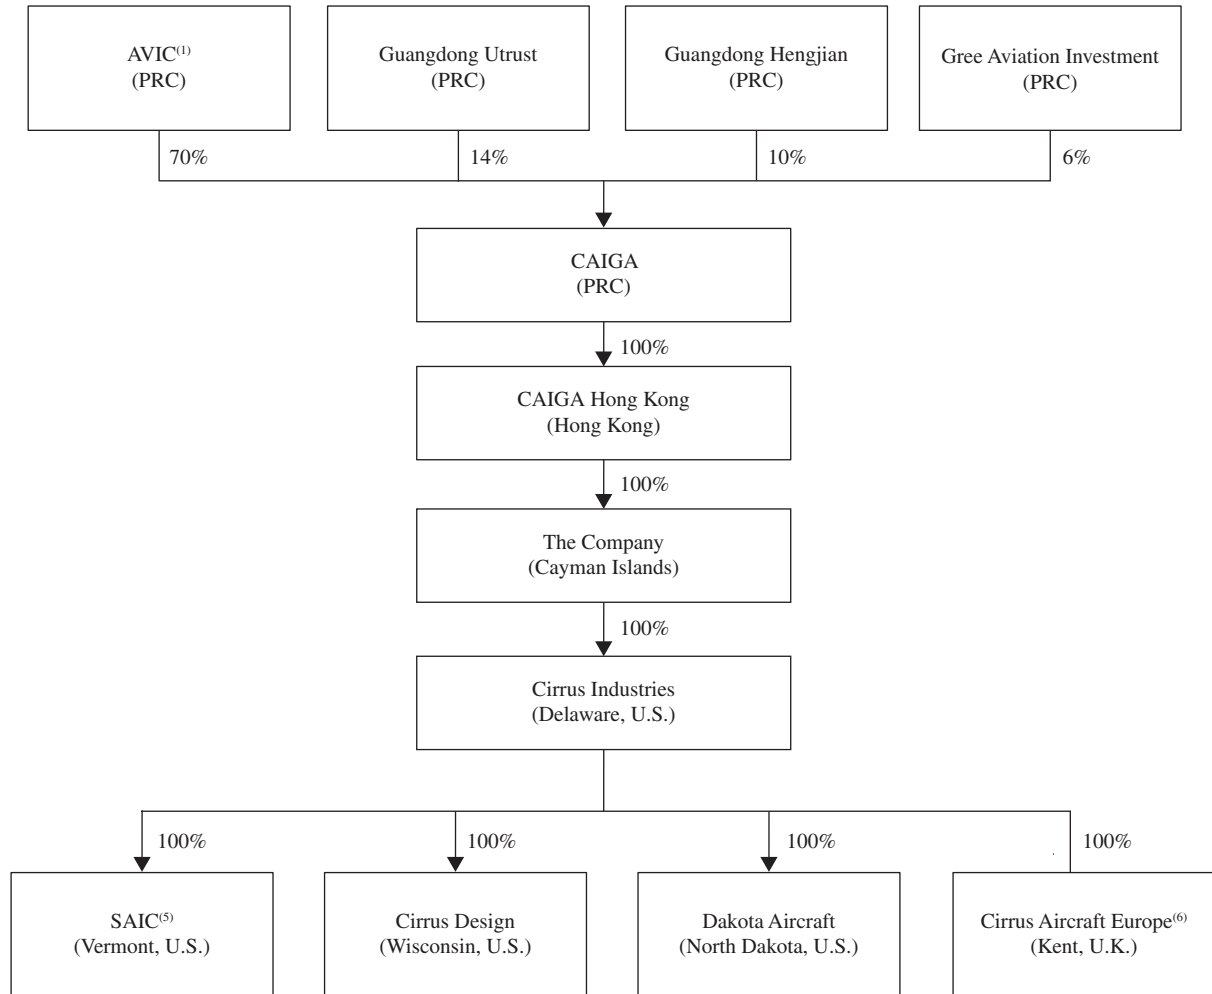 AVIC(1)
(PRC)
Guangdong Utrust
(PRC)
Guangdong Hengjian
(PRC)
Gree Aviation Investment
(PRC)
70%
14%
10%
6%
CAIGA
(PRC)
100%
CAIGA Hong Kong
(Hong Kong)
100%
The Company
(Cayman Islands)
100%
Cirrus Industries
(Delaware, U.S.)
100%
100%
100%
100%
SAIC(5)
(Vermont, U.S.)
Cirrus Design
(Wisconsin, U.S.)
Dakota Aircraft
(North Dakota, U.S.)
Cirrus Aircraft Europe(6)
(Kent, U.K.)